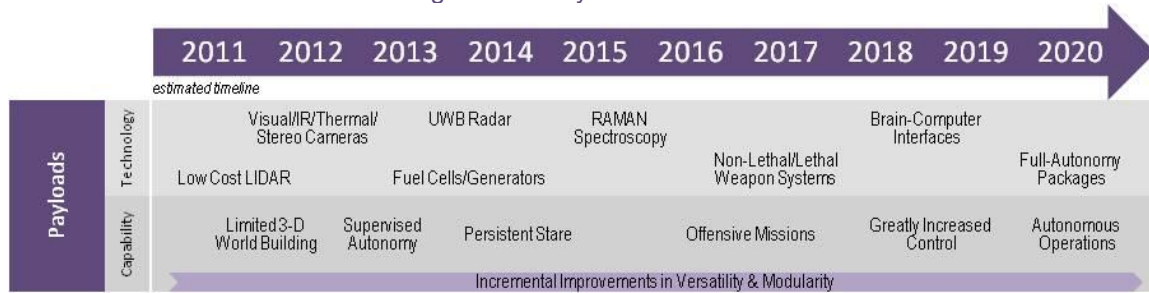 2011 2012 2013 2014 2015 2016 2017 2018 2019 2020
estimated timeline
Payloads
Technology
Visual/IR/Thermal/
Stereo Cameras
UWB Radar
RAMAN
Spectroscopy
Brain-Computer
Interfaces
Low Cost LIDAR
Fuel Cells/Generators
Non-Lethal/Lethal
Weapon Systems
Full-Autonomy
Packages
Capability
Limited 3-D
World Building
Supervised
Autonomy
Persistent Stare
Offensive Missions
Greatly Increased
Control
Autonomous
Operations
Incremental Improvements in Versatility & Modularity